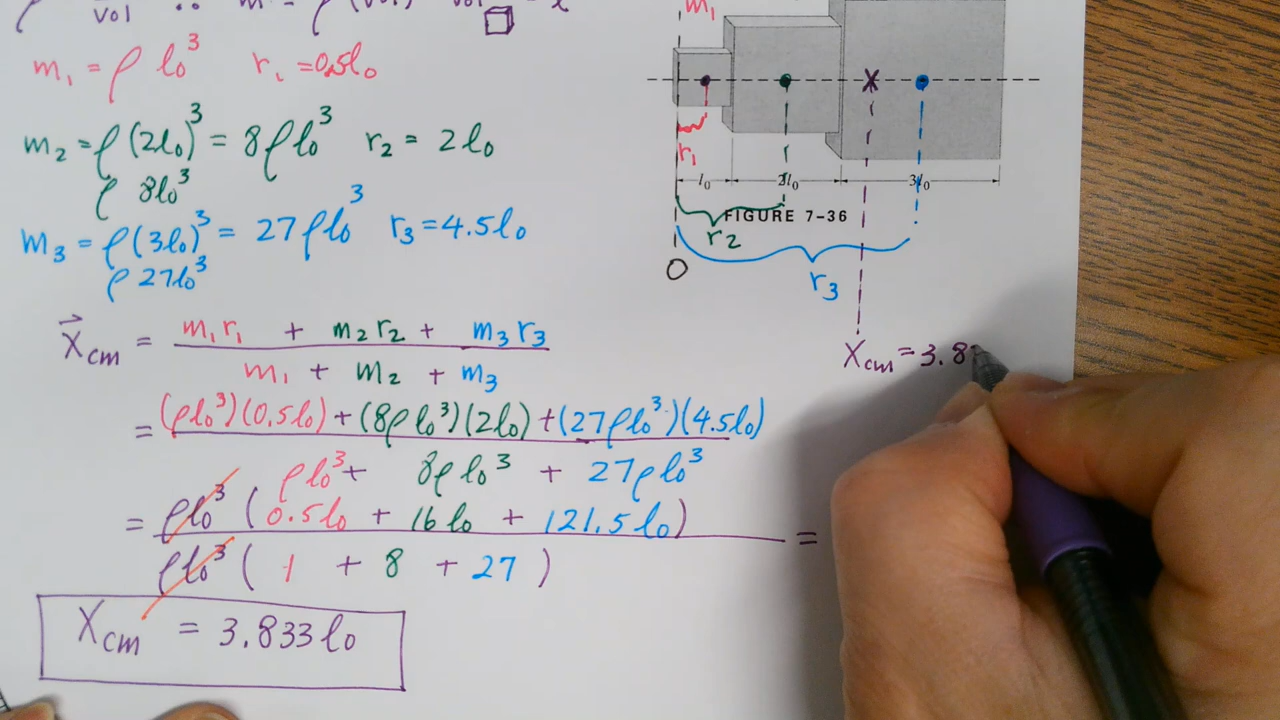 ρ/vol ∴ m = ρ(vol) vol
m₁ = ρ l₀³ r₁ = 0.5l₀
m₂ = ρ(2l₀)³ = 8ρl₀³ r₂ = 2l₀
ρ 8l₀³
m₃ = ρ(3l₀)³ = 27ρl₀³ r₃ = 4.5l₀
ρ 27l₀³
x⃗cm = m₁r₁ + m₂r₂ + m₃r₃
m₁ + m₂ + m₃
= (ρl₀³)(0.5l₀) + (8ρl₀³)(2l₀) + (27ρl₀³)(4.5l₀)
ρl₀³ + 8ρl₀³ + 27ρl₀³
= ρl₀³ (0.5l₀ + 16l₀ + 121.5l₀) =
ρl₀³ (1 + 8 + 27)
Xcm = 3.833l₀
m₁
r₁
l₀ 2l₀ 3l₀
FIGURE 7-36
r₂
O
r₃
Xcm = 3.8